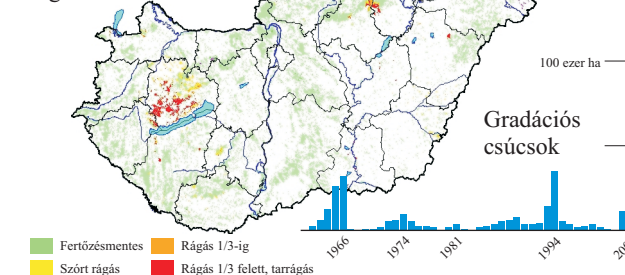 100 ezer ha
Gradációs
csúcsok
1966
1974
1981
1994
Fertőzésmentes
Rágás 1/3-ig
Szórt rágás
Rágás 1/3 felett, tarrágás